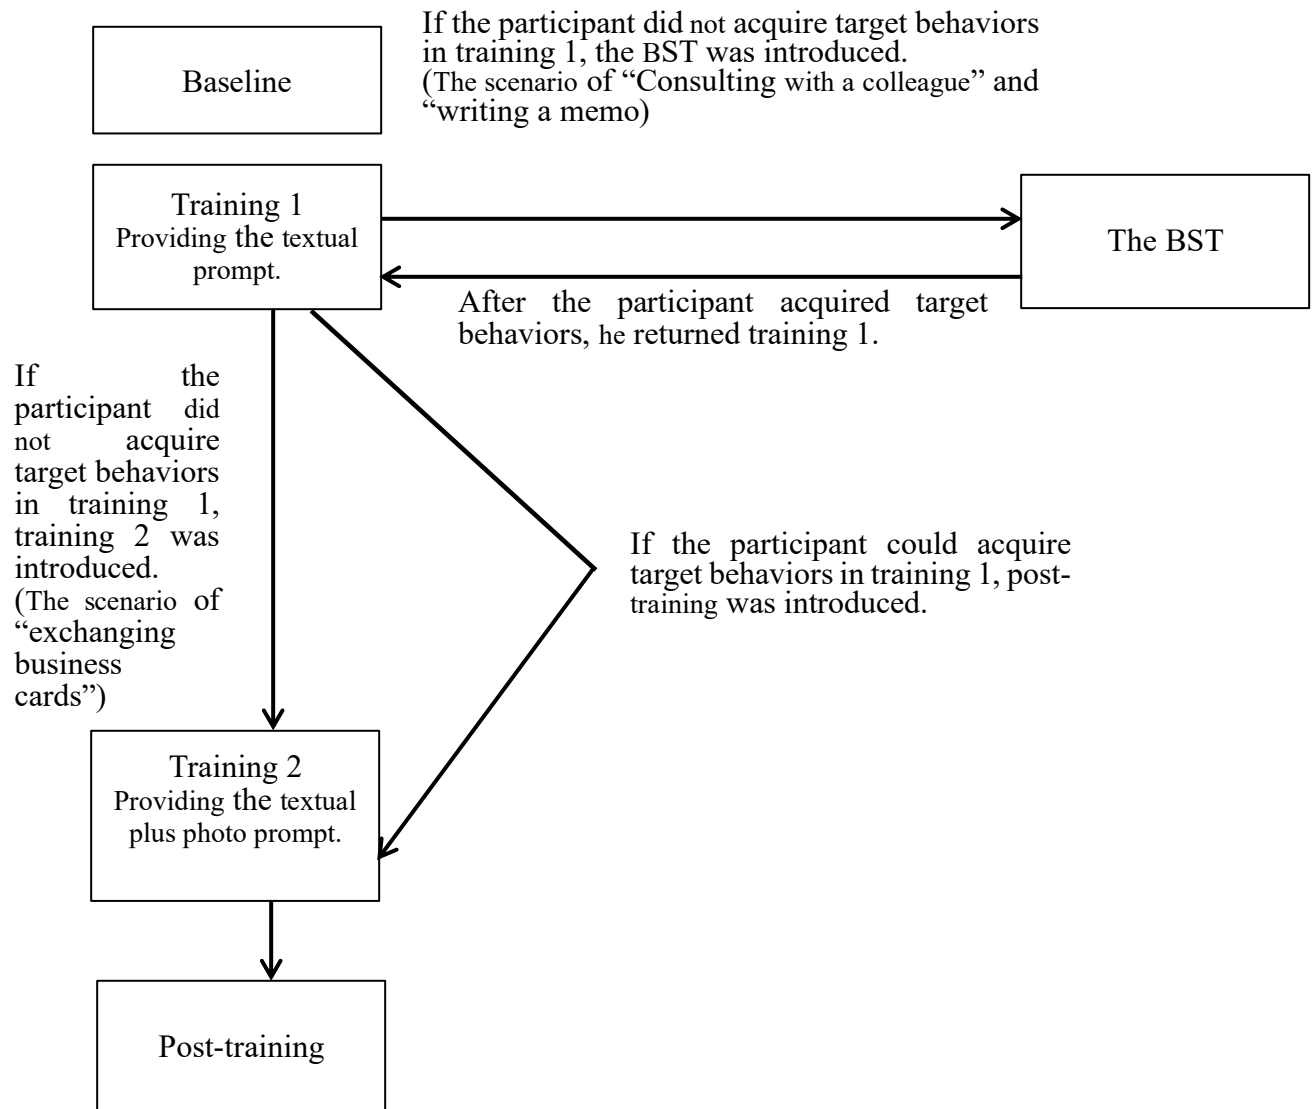 If the participant did not acquire target behaviors
in training 1, the BST was introduced.
(The scenario of “Consulting with a colleague” and
“writing a memo)
Baseline
Training 1
Providing the textual
prompt.
The BST
After the participant acquired target
behaviors, he returned training 1.
If the
participant did
not acquire
target behaviors
in training 1,
training 2 was
introduced.
(The scenario of
“exchanging
business
cards”)
If the participant could acquire
target behaviors in training 1, post-
training was introduced.
Training 2
Providing the textual
plus photo prompt.
Post-training